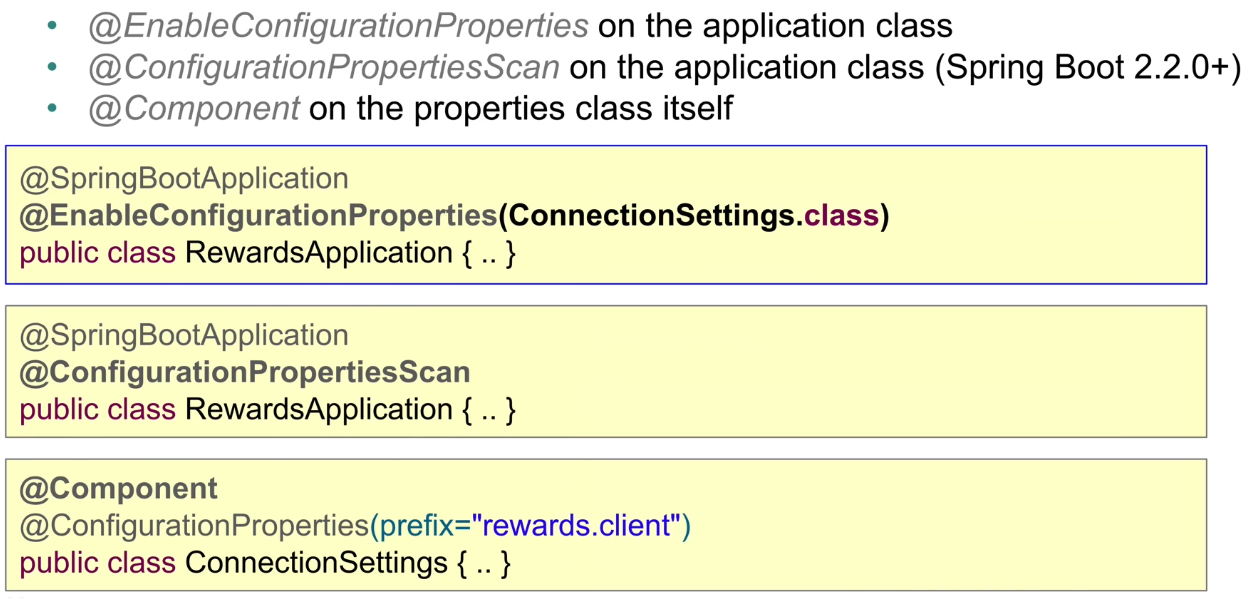 • @EnableConfigurationProperties on the application class
• @ConfigurationPropertiesScan on the application class (Spring Boot 2.2.0+)
• @Component on the properties class itself
@SpringBootApplication
@EnableConfigurationProperties(ConnectionSettings.class)
public class RewardsApplication { .. }
@SpringBootApplication
@ConfigurationPropertiesScan
public class RewardsApplication { .. }
@Component
@ConfigurationProperties(prefix="rewards.client")
public class ConnectionSettings { .. }